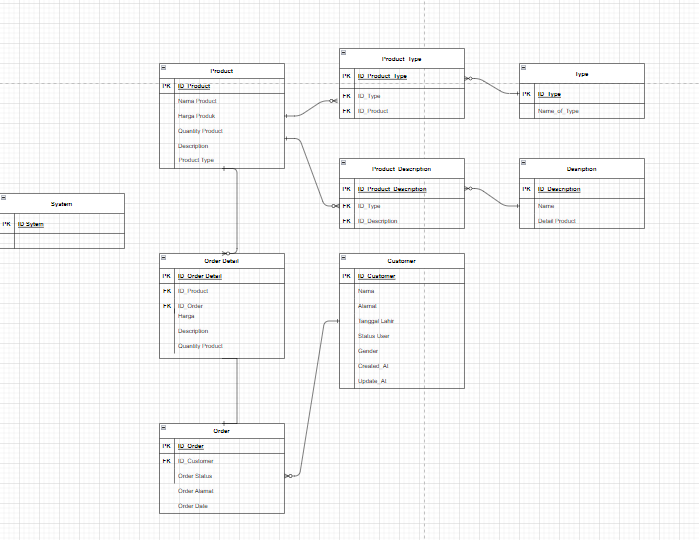 Product
PK ID_Product
Nama Product
Harga Produk
Quantity Product
Description
Product Type
Product_Type
PK ID_Product_Type
FK ID_Type
FK ID_Product
Type
PK ID_Type
Name_of_Type
Product_Description
PK ID_Product_Description
FK ID_Type
FK ID_Description
Desription
PK ID_Description
Name
Detail Product
System
PK ID Sytem
Order Detail
PK ID_Order Detail
FK ID_Product
FK ID_Order
Harga
Description
Quantity Product
Customer
PK ID_Customer
Nama
Alamat
Tanggal Lahir
Status User
Gender
Created_At
Update_At
Order
PK ID_Order
FK ID_Customer
Order Status
Order Alamat
Order Date